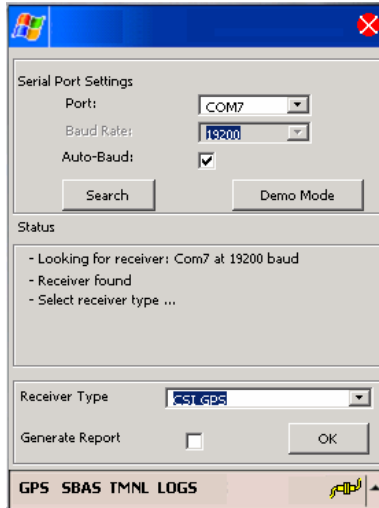 Serial Port Settings
Port: COM7
Baud Rate: 19200
Auto-Baud:
Search Demo Mode
Status
- Looking for receiver: Com7 at 19200 baud
- Receiver found
- Select receiver type ...
Receiver Type CSI GPS
Generate Report OK
GPS SBAS TMNL LOGS